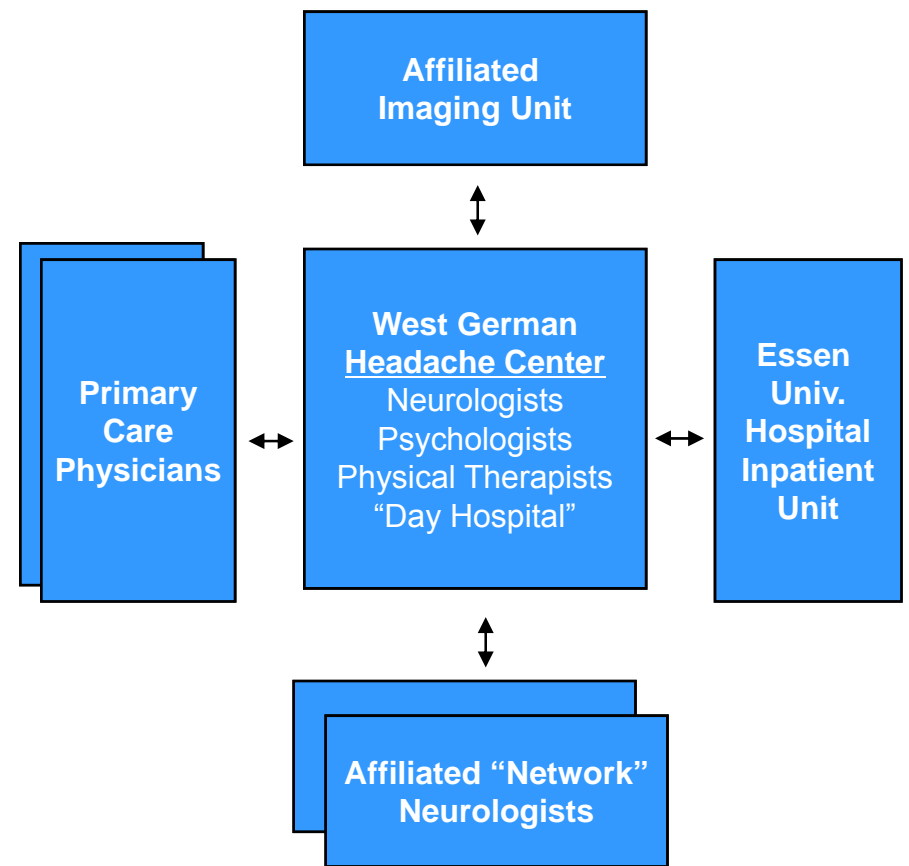 Affiliated
Imaging Unit
Primary
Care
Physicians
West German
Headache Center
Neurologists
Psychologists
Physical Therapists
“Day Hospital”
Essen
Univ.
Hospital
Inpatient
Unit
Affiliated “Network”
Neurologists